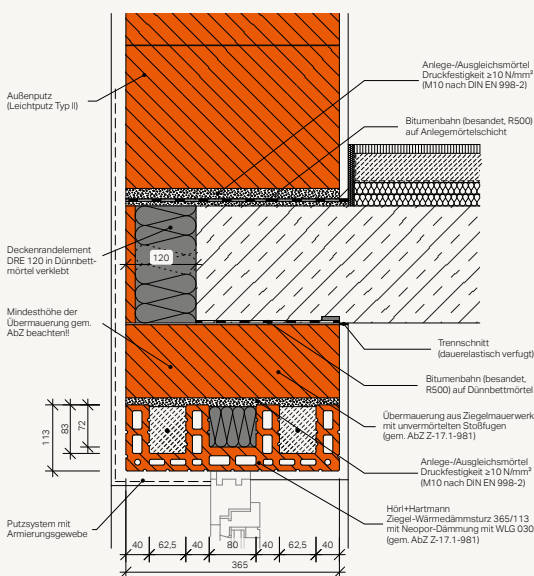 Außenputz
(Leichtputz Typ II)
Deckenrandelement
DRE 120 in Dünnbett-
mörtel verklebt
Mindesthöhe der
Übermauerung gem.
AbZ beachten!!
113
83
72
Putzsystem mit
Armierungsgewebe
120
40
62,5
40
80
40
62,5
40
365
Anlege-/Ausgleichsmörtel
Druckfestigkeit ≥10 N/mm²
(M10 nach DIN EN 998-2)
Bitumenbahn (besandet, R500)
auf Anlegemörtelschicht
Trennschnitt
(dauerelastisch verfugt)
Bitumenbahn (besandet,
R500) auf Dünnbettmörtel
Übermauerung aus Ziegelmauerwerk
mit unvermörtelten Stoßfugen
(gem. AbZ Z-17.1-981)
Anlege-/Ausgleichsmörtel
Druckfestigkeit ≥10 N/mm²
(M10 nach DIN EN 998-2)
Hörl+Hartmann
Ziegel-Wärmedämmsturz 365/113
mit Neopor-Dämmung mit WLG 030
(gem. AbZ Z-17.1-981)